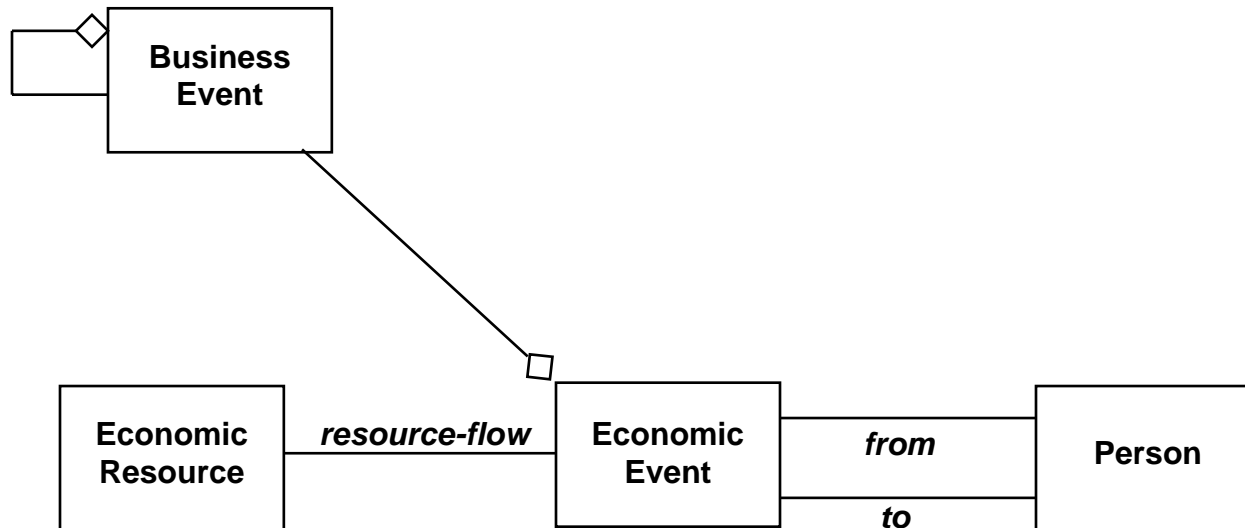 Business
Event
Economic
Resource
resource-flow
Economic
Event
from
to
Person